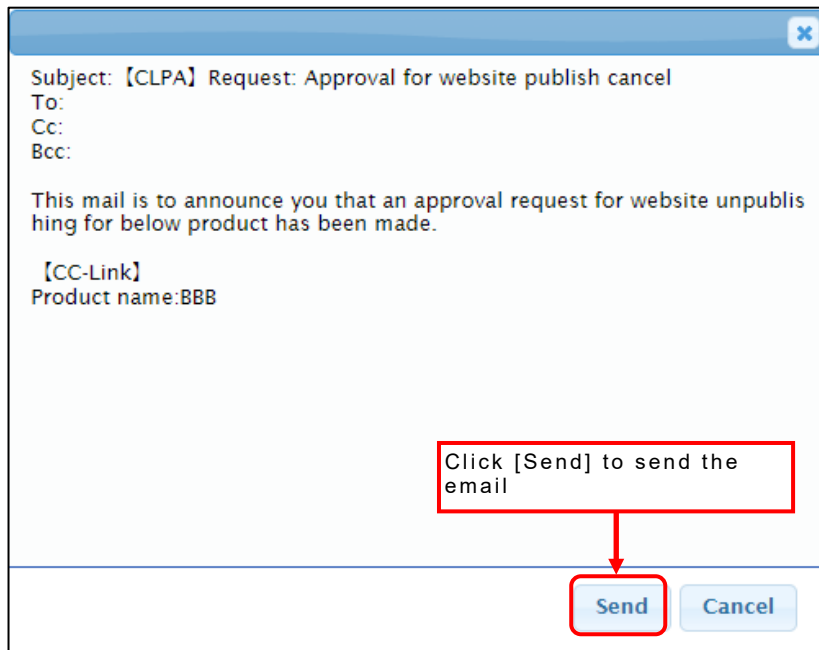 Subject:【CLPA】Request: Approval for website publish cancel
To:
Cc:
Bcc:
This mail is to announce you that an approval request for website unpublis
hing for below product has been made.
【CC-Link】
Product name:BBB
Click [Send] to send the
email
Send Cancel